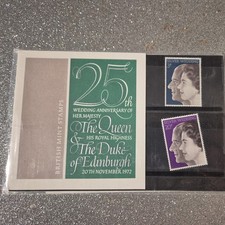 BRITISH MINT STAMPS
25th
WEDDING ANNIVERSARY
OF HER MAJESTY
The Queen
& HIS ROYAL HIGHNESS
The Duke
of Edinburgh
20TH NOVEMBER 1972